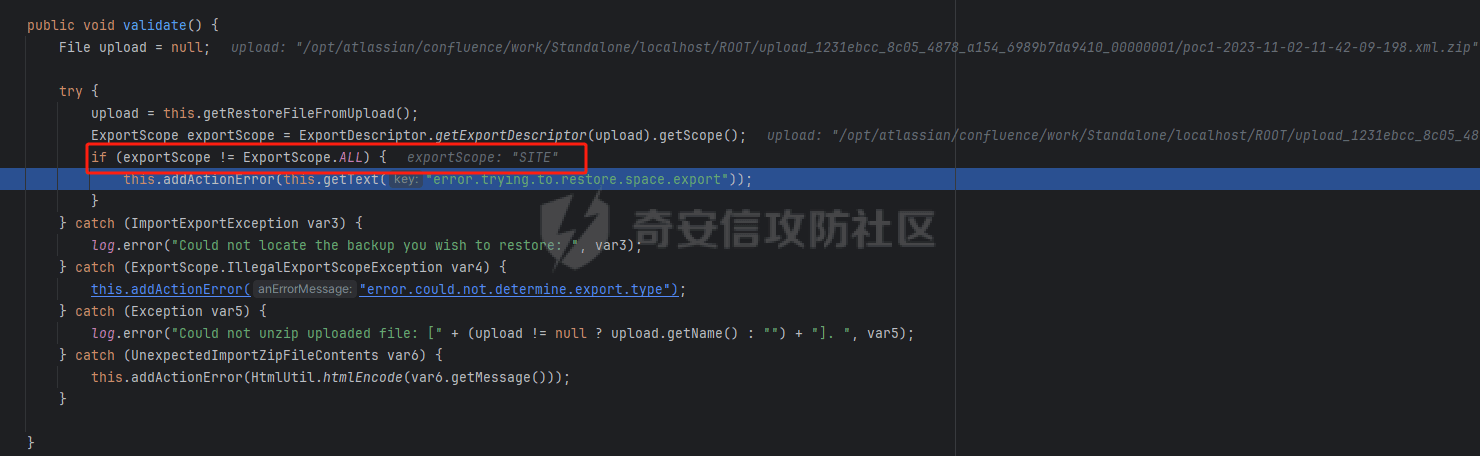 public void validate() {
File upload = null;   upload: "/opt/atlassian/confluence/work/Standalone/localhost/ROOT/upload_1231ebcc_8c05_4878_a154_6989b7da9410_00000001/poc1-2023-11-02-11-42-09-198.xml.zip"
try {
upload = this.getRestoreFileFromUpload();
ExportScope exportScope = ExportDescriptor.getExportDescriptor(upload).getScope();   upload: "/opt/atlassian/confluence/work/Standalone/localhost/ROOT/upload_1231ebcc_8c05_48
if (exportScope != ExportScope.ALL) {   exportScope: "SITE"
this.addActionError(this.getText( key: "error.trying.to.restore.space.export"));
}
} catch (ImportExportException var3) {
log.error("Could not locate the backup you wish to restore: ", var3);
} catch (ExportScope.IllegalExportScopeException var4) {
this.addActionError( anErrorMessage: "error.could.not.determine.export.type");
} catch (Exception var5) {
log.error("Could not unzip uploaded file: [" + (upload != null ? upload.getName() : "") + "]. ", var5);
} catch (UnexpectedImportZipFileContents var6) {
this.addActionError(HtmlUtil.htmlEncode(var6.getMessage()));
}
}
奇安信攻防社区